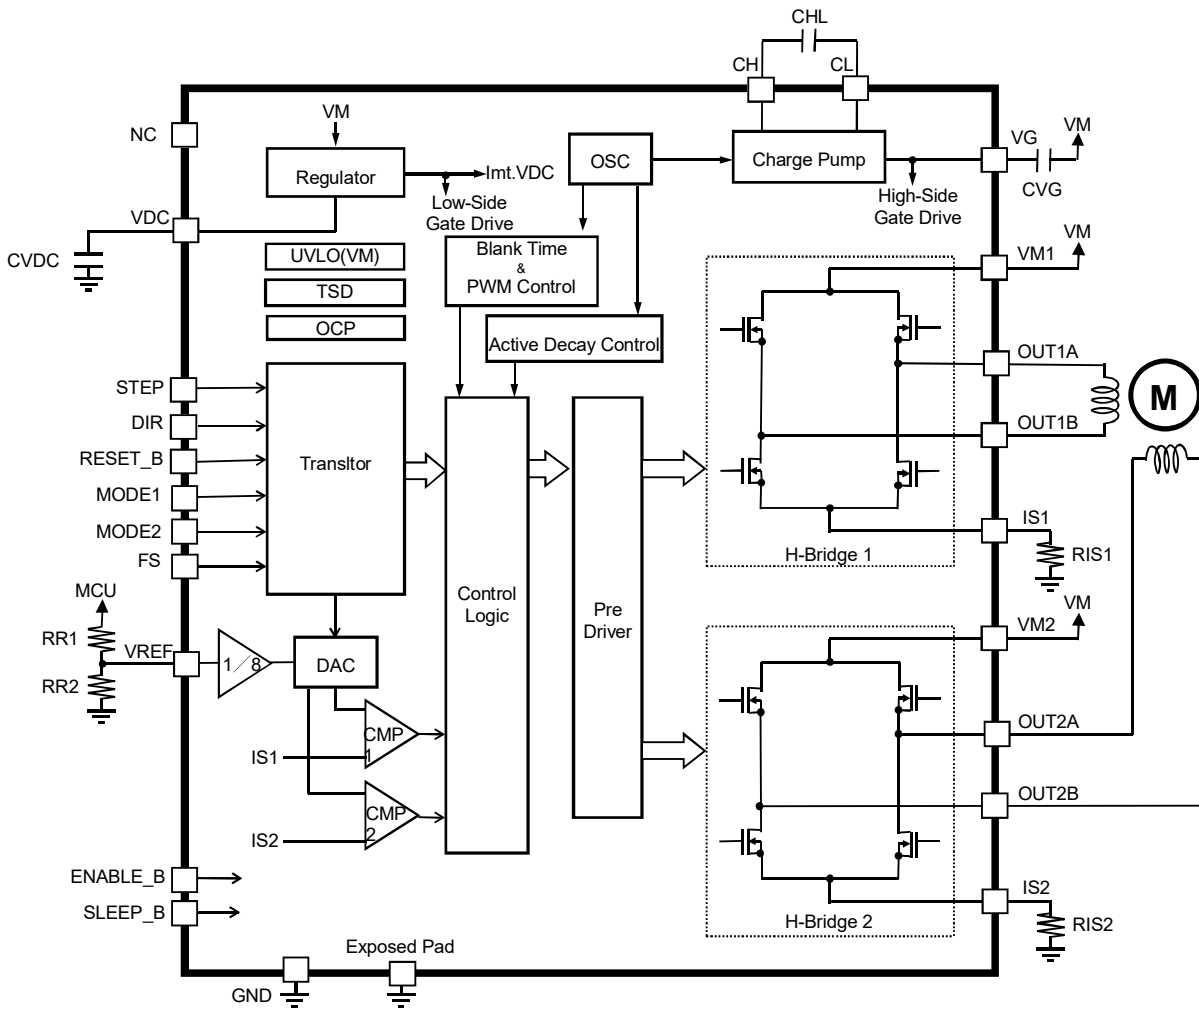 CHL
CH
CL
VM
NC
OSC
Charge Pump
VG
VM
Regulator
Imt.VDC
CVG
Low-Side
Gate Drive
High-Side
Gate Drive
VDC
CVDC
UVLO(VM)
Blank Time
&
PWM Control
VM1
VM
TSD
OCP
Active Decay Control
OUT1A
M
STEP
DIR
OUT1B
RESET_B
Transltor
MODE1
MODE2
IS1
FS
H-Bridge 1
RIS1
MCU
Control
Logic
Pre
Driver
VM
RR1
VREF
VM2
1/8
DAC
RR2
CMP
1
IS1
OUT2A
OUT2B
CMP
2
IS2
ENABLE_B
IS2
SLEEP_B
H-Bridge 2
RIS2
Exposed Pad
GND